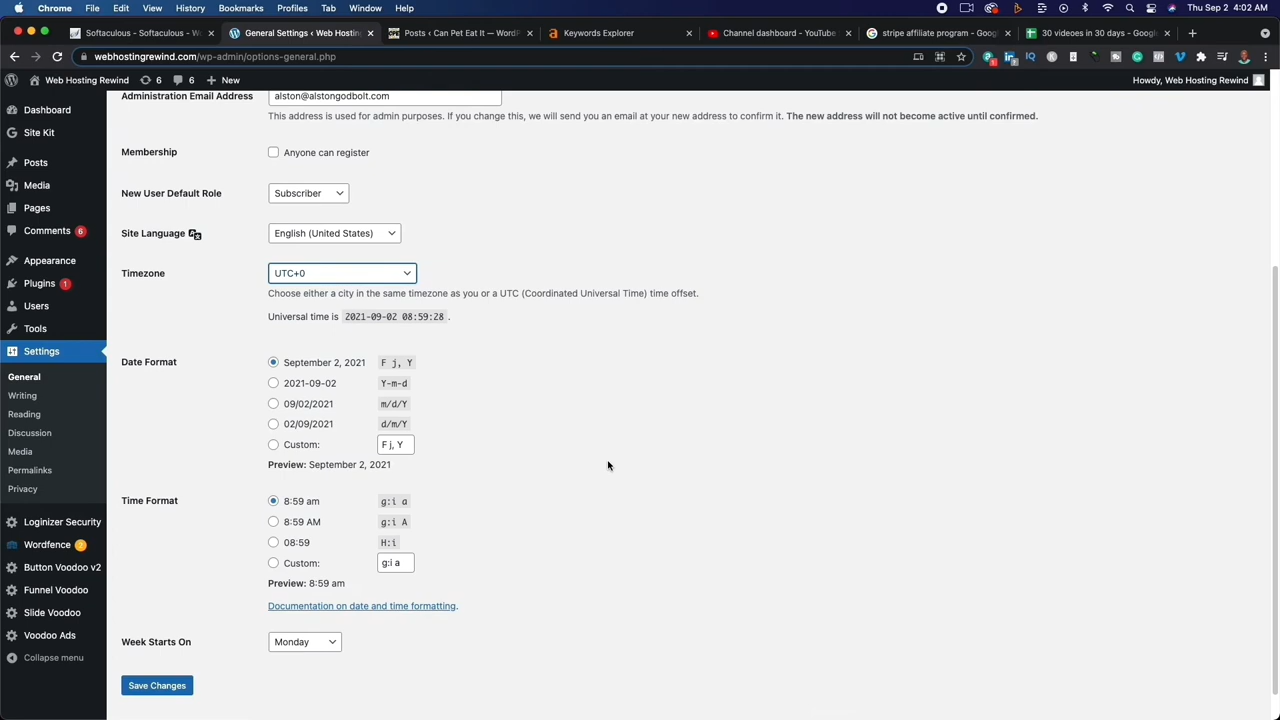 Chrome File Edit View History Bookmarks Profiles Tab Window Help Thu Sep 2 4:02 AM
Softaculous - Softaculous - W General Settings ‹ Web Hostin Posts ‹ Can Pet Eat It — WordP Keywords Explorer Channel dashboard - YouTube stripe affiliate program - Goog 30 videoes in 30 days - Googl
webhostingrewind.com/wp-admin/options-general.php
Web Hosting Rewind 6 6 New Howdy, Web Hosting Rewind
Dashboard
Site Kit
Posts
Media
Pages
Comments 6
Appearance
Plugins 1
Users
Tools
Settings
General
Writing
Reading
Discussion
Media
Permalinks
Privacy
Loginizer Security
Wordfence 2
Button Voodoo v2
Funnel Voodoo
Slide Voodoo
Voodoo Ads
Collapse menu
Administration Email Address alston@alstongodbolt.com
This address is used for admin purposes. If you change this, we will send you an email at your new address to confirm it. The new address will not become active until confirmed.
Membership Anyone can register
New User Default Role Subscriber
Site Language English (United States)
Timezone UTC+0
Choose either a city in the same timezone as you or a UTC (Coordinated Universal Time) time offset.
Universal time is 2021-09-02 08:59:28 .
Date Format September 2, 2021 F j, Y
2021-09-02 Y-m-d
09/02/2021 m/d/Y
02/09/2021 d/m/Y
Custom: F j, Y
Preview: September 2, 2021
Time Format 8:59 am g:i a
8:59 AM g:i A
08:59 H:i
Custom: g:i a
Preview: 8:59 am
Documentation on date and time formatting.
Week Starts On Monday
Save Changes